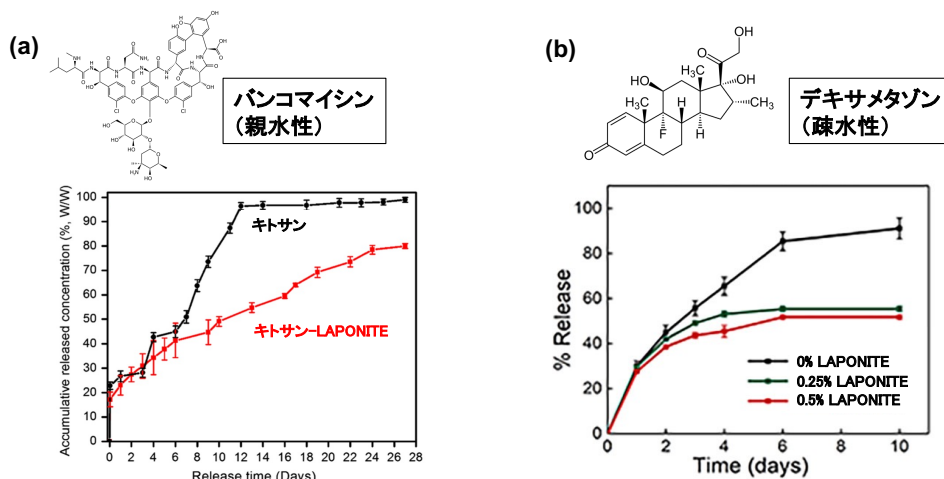 (a)
バンコマイシン
(親水性)
Accumulative released concentration (%, W/W)
100
90
80
70
60
50
40
30
20
10
0
キトサン
キトサン-LAPONITE
0 2 4 6 8 10 12 14 16 18 20 22 24 26 28
Release time (Days)
(b)
OH
O
HO
CH₃
OH
CH₃
CH₃
F
H
H
O
デキサメタゾン
(疎水性)
% Release
100
80
60
40
20
0
0% LAPONITE
0.25% LAPONITE
0.5% LAPONITE
0 2 4 6 8 10
Time (days)